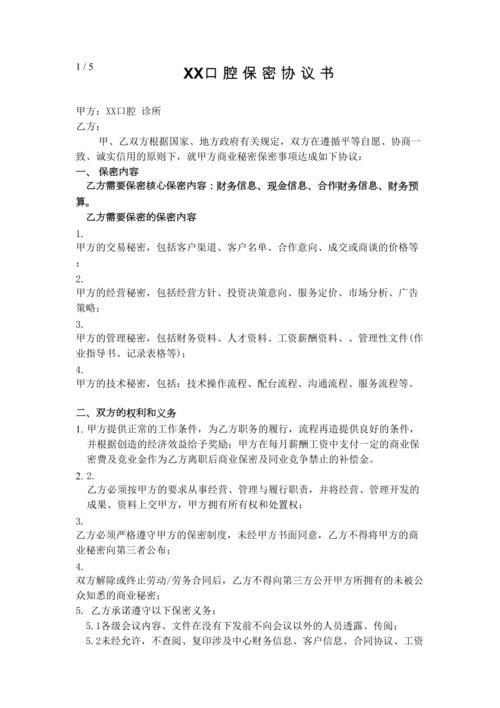 1 / 5
XX口 腔 保 密 协 议 书
甲方：XX口腔 诊所
乙方：
甲、乙双方根据国家、地方政府有关规定，双方在遵循平等自愿、协商一
致、诚实信用的原则下，就甲方商业秘密保密事项达成如下协议：
一、 保密内容
乙方需要保密核心保密内容：财务信息、现金信息、合作财务信息、财务预
算。
乙方需要保密的保密内容
1.
甲方的交易秘密，包括客户渠道、客户名单、合作意向、成交或商谈的价格等
；
2.
甲方的经营秘密，包括经营方针、投资决策意向、服务定价、市场分析、广告
策略；
3.
甲方的管理秘密，包括财务资料、人才资料、工资薪酬资料、、管理性文件(作
业指导书、记录表格等)；
4.
甲方的技术秘密，包括：技术操作流程、配台流程、沟通流程、服务流程等。
二、双方的权利和义务
1. 甲方提供正常的工作条件，为乙方职务的履行，流程再造提供良好的条件，
并根据创造的经济效益给予奖励；甲方在每月薪酬工资中支付一定的商业保
密费及竞业金作为乙方离职后商业保密及同业竞争禁止的补偿金。
2. 2.
乙方必须按甲方的要求从事经营、管理与履行职责，并将经营、管理开发的
成果、资料上交甲方，甲方拥有所有权和处置权；
3.
乙方必须严格遵守甲方的保密制度，未经甲方书面同意，乙方不得将甲方的商
业秘密向第三者公布；
4.
双方解除或终止劳动/劳务合同后，乙方不得向第三方公开甲方所拥有的未被公
众知悉的商业秘密；
5. 乙方承诺遵守以下保密义务：
5.1各级会议内容、文件在没有下发前不向会议以外的人员透露、传阅；
5.2未经允许，不查阅、复印涉及中心财务信息、客户信息、合同协议、工资